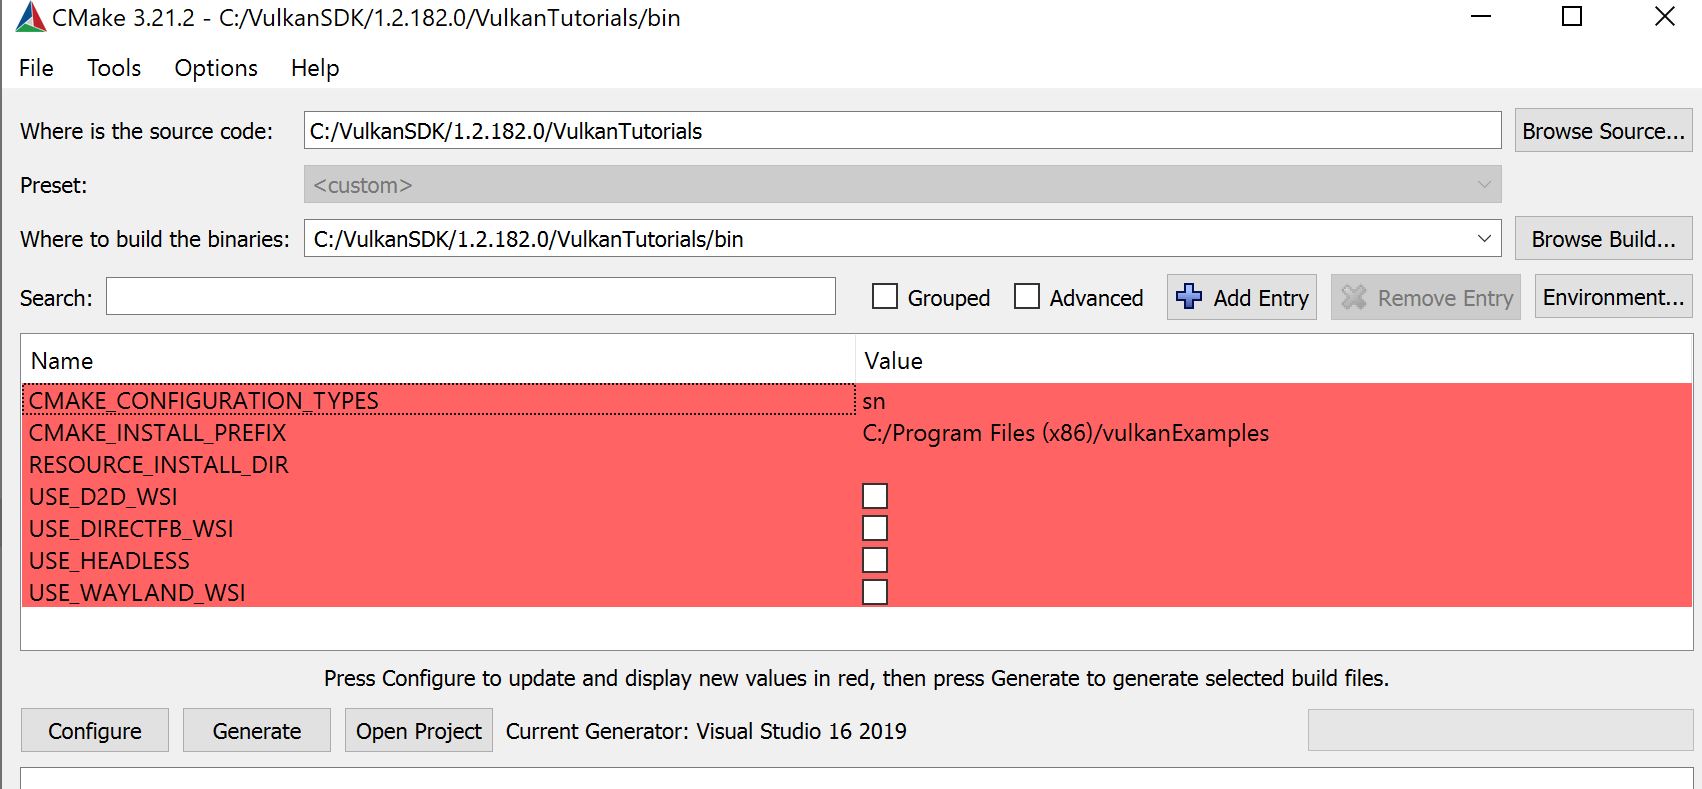 CMake 3.21.2 - C:/VulkanSDK/1.2.182.0/VulkanTutorials/bin
File Tools Options Help
Where is the source code: C:/VulkanSDK/1.2.182.0/VulkanTutorials Browse Source...
Preset: <custom>
Where to build the binaries: C:/VulkanSDK/1.2.182.0/VulkanTutorials/bin Browse Build...
Search: Grouped Advanced Add Entry Remove Entry Environment...
Name Value
CMAKE_CONFIGURATION_TYPES sn
CMAKE_INSTALL_PREFIX C:/Program Files (x86)/vulkanExamples
RESOURCE_INSTALL_DIR
USE_D2D_WSI
USE_DIRECTFB_WSI
USE_HEADLESS
USE_WAYLAND_WSI
Press Configure to update and display new values in red, then press Generate to generate selected build files.
Configure Generate Open Project Current Generator: Visual Studio 16 2019